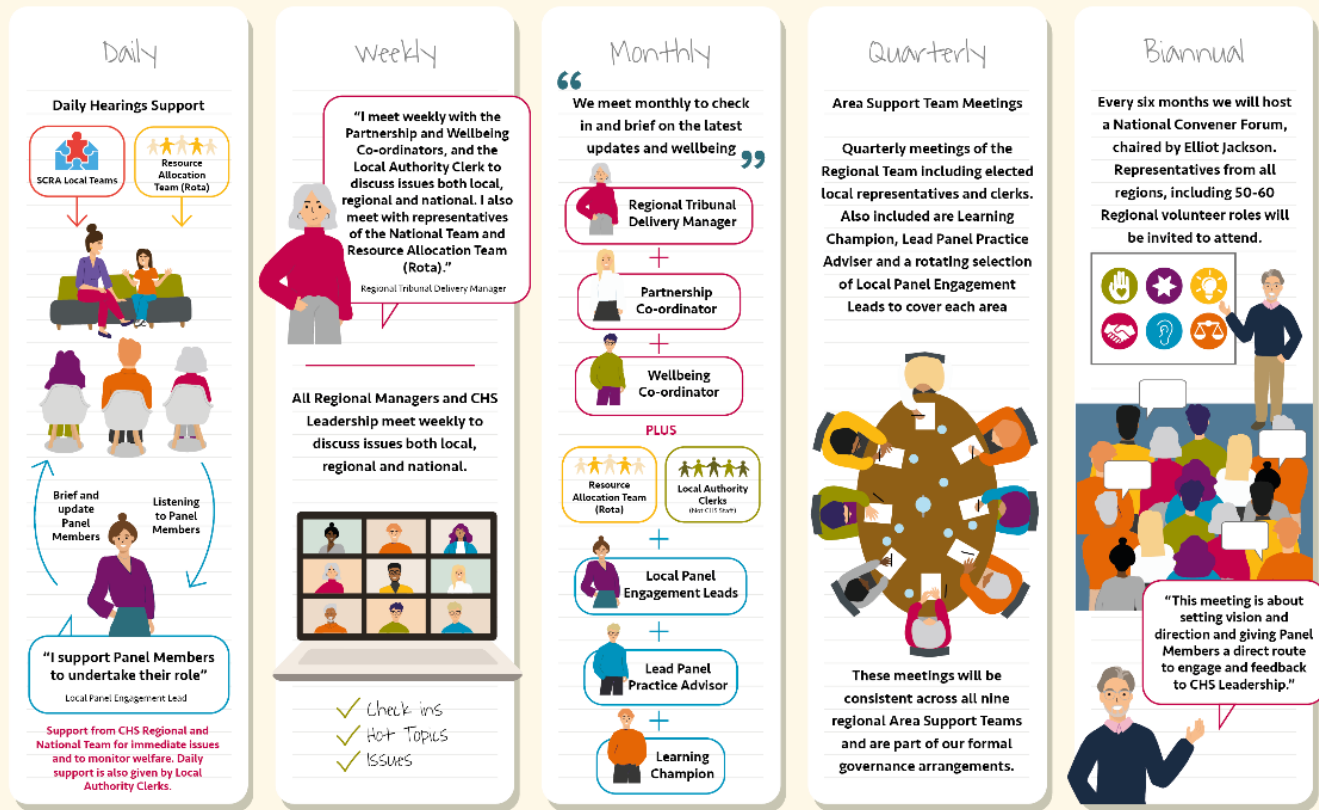 Daily
Daily Hearings Support
SCRA Local Teams
Resource
Allocation
Team (Rota)
Brief and
update
Panel
Members
Listening
to Panel
Members
“I support Panel Members
to undertake their role”
Local Panel Engagement Lead
Support from CHS Regional and
National Team for immediate issues
and to monitor welfare. Daily
support is also given by Local
Authority Clerks.
Weekly
“I meet weekly with the
Partnership and Wellbeing
Co-ordinators, and the
Local Authority Clerk to
discuss issues both local,
regional and national. I also
meet with representatives
of the National Team and
Resource Allocation Team
(Rota).”
Regional Tribunal Delivery Manager
All Regional Managers and CHS
Leadership meet weekly to
discuss issues both local,
regional and national.
Check ins
Hot Topics
Issues
Monthly
“
We meet monthly to check
in and brief on the latest
updates and wellbeing
”
Regional Tribunal
Delivery Manager
+
Partnership
Co-ordinator
+
Wellbeing
Co-ordinator
PLUS
Resource
Allocation Team
(Rota)
Local Authority
Clerks
(Not CHS Staff)
+
Local Panel
Engagement Leads
+
Lead Panel
Practice Advisor
+
Learning
Champion
Quarterly
Area Support Team Meetings
Quarterly meetings of the
Regional Team including elected
local representatives and clerks.
Also included are Learning
Champion, Lead Panel Practice
Adviser and a rotating selection
of Local Panel Engagement
Leads to cover each area
These meetings will be
consistent across all nine
regional Area Support Teams
and are part of our formal
governance arrangements.
Biannual
Every six months we will host
a National Convener Forum,
chaired by Elliot Jackson.
Representatives from all
regions, including 50-60
Regional volunteer roles will
be invited to attend.
“This meeting is about
setting vision and
direction and giving Panel
Members a direct route
to engage and feedback
to CHS Leadership.”